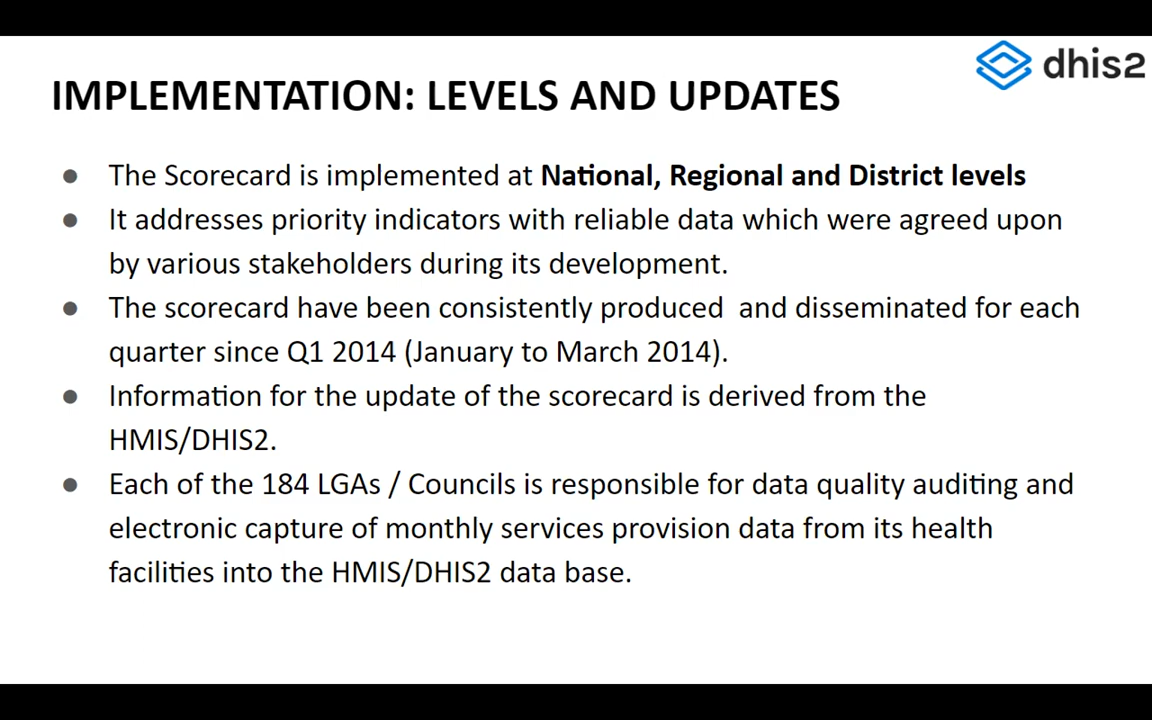 dhis2
IMPLEMENTATION: LEVELS AND UPDATES
● The Scorecard is implemented at National, Regional and District levels
● It addresses priority indicators with reliable data which were agreed upon
by various stakeholders during its development.
● The scorecard have been consistently produced and disseminated for each
quarter since Q1 2014 (January to March 2014).
● Information for the update of the scorecard is derived from the
HMIS/DHIS2.
● Each of the 184 LGAs / Councils is responsible for data quality auditing and
electronic capture of monthly services provision data from its health
facilities into the HMIS/DHIS2 data base.